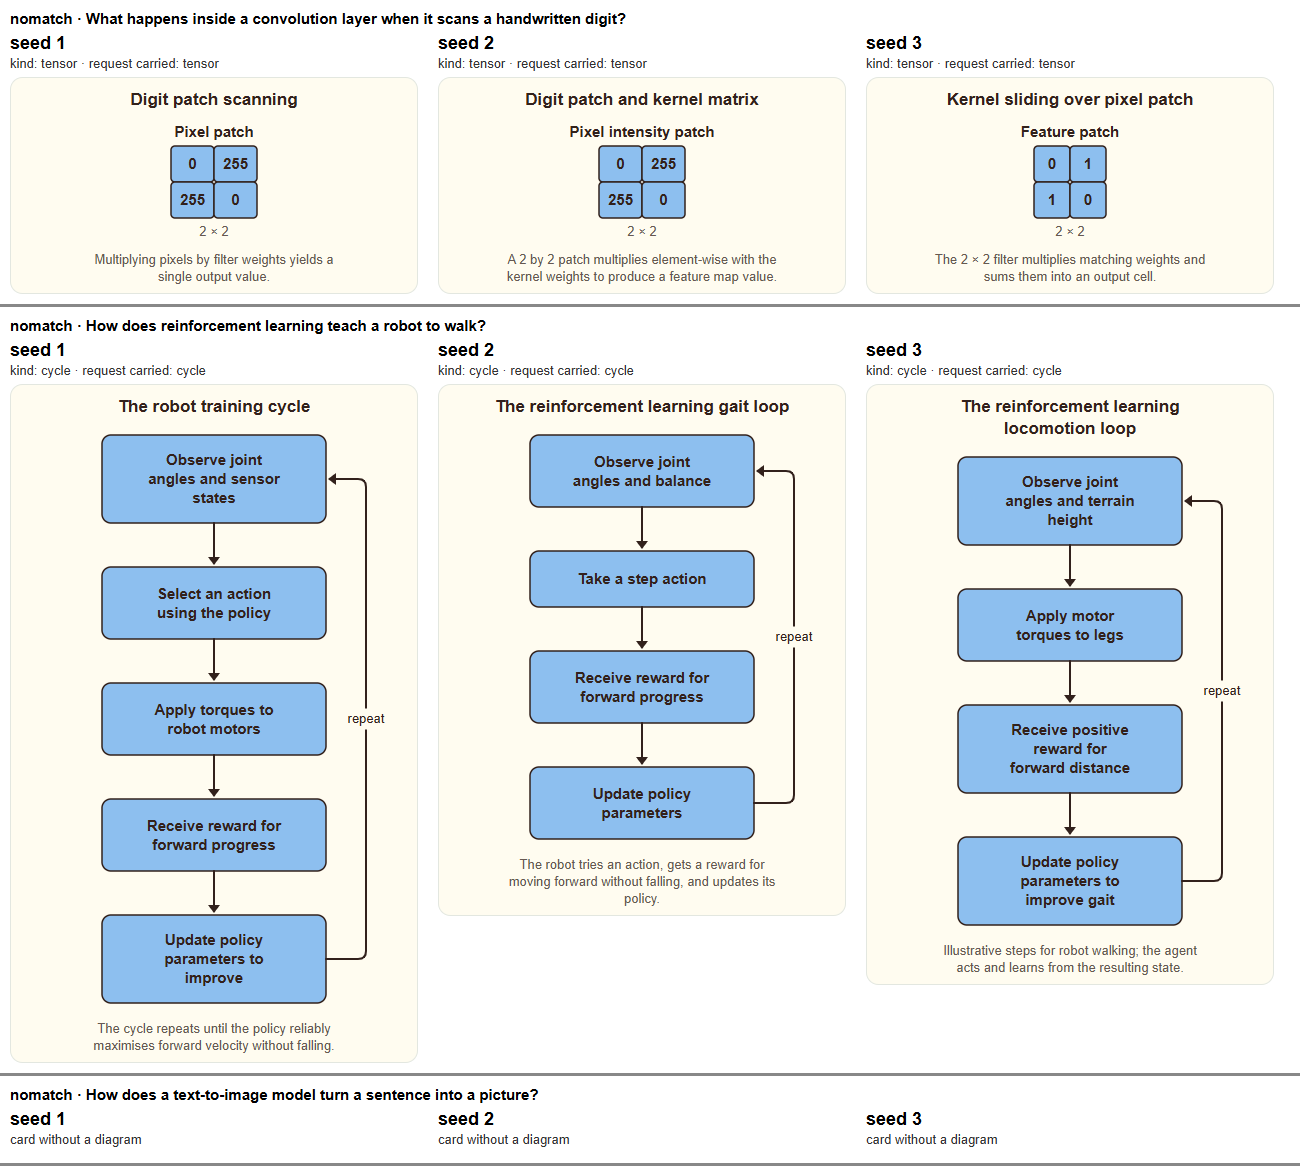 nomatch · What happens inside a convolution layer when it scans a handwritten digit?
seed 1
kind: tensor · request carried: tensor
Digit patch scanning
Pixel patch
0 255
255 0
2 × 2
Multiplying pixels by filter weights yields a
single output value.
seed 2
kind: tensor · request carried: tensor
Digit patch and kernel matrix
Pixel intensity patch
0 255
255 0
2 × 2
A 2 by 2 patch multiplies element-wise with the
kernel weights to produce a feature map value.
seed 3
kind: tensor · request carried: tensor
Kernel sliding over pixel patch
Feature patch
0 1
1 0
2 × 2
The 2 × 2 filter multiplies matching weights and
sums them into an output cell.
nomatch · How does reinforcement learning teach a robot to walk?
seed 1
kind: cycle · request carried: cycle
The robot training cycle
Observe joint
angles and sensor
states
Select an action
using the policy
Apply torques to
robot motors
repeat
Receive reward for
forward progress
Update policy
parameters to
improve
The cycle repeats until the policy reliably
maximises forward velocity without falling.
seed 2
kind: cycle · request carried: cycle
The reinforcement learning gait loop
Observe joint
angles and balance
Take a step action
repeat
Receive reward for
forward progress
Update policy
parameters
The robot tries an action, gets a reward for
moving forward without falling, and updates its
policy.
seed 3
kind: cycle · request carried: cycle
The reinforcement learning
locomotion loop
Observe joint
angles and terrain
height
Apply motor
torques to legs
repeat
Receive positive
reward for
forward distance
Update policy
parameters to
improve gait
Illustrative steps for robot walking; the agent
acts and learns from the resulting state.
nomatch · How does a text-to-image model turn a sentence into a picture?
seed 1
card without a diagram
seed 2
card without a diagram
seed 3
card without a diagram